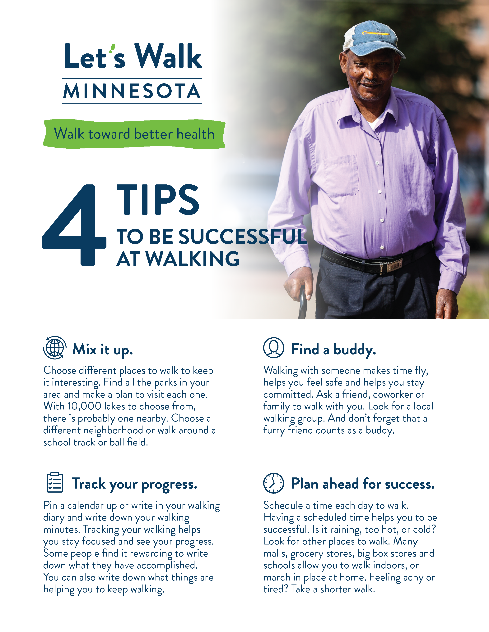 Let's Walk
MINNESOTA
Walk toward better health
4 TIPS
TO BE SUCCESSFUL
AT WALKING
Mix it up.
Choose different places to walk to keep
it interesting. Find all the parks in your
area and make a plan to visit each one.
With 10,000 lakes to choose from,
there is probably one nearby. Choose a
different neighborhood or walk around a
school track or ball field.
Find a buddy.
Walking with someone makes time fly,
helps you feel safe and helps you stay
committed. Ask a friend, coworker or
family to walk with you. Look for a local
walking group. And don't forget that a
furry friend counts as a buddy.
Track your progress.
Pin a calendar up or write in your walking
diary and write down your walking
minutes. Tracking your walking helps
you stay focused and see your progress.
Some people find it rewarding to write
down what they have accomplished.
You can also write down what things are
helping you to keep walking.
Plan ahead for success.
Schedule a time each day to walk.
Having a scheduled time helps you to be
successful. Is it raining, too hot, or cold?
Look for other places to walk. Many
malls, grocery stores, big box stores and
schools allow you to walk indoors, or
march in place at home. Feeling achy or
tired? Take a shorter walk.